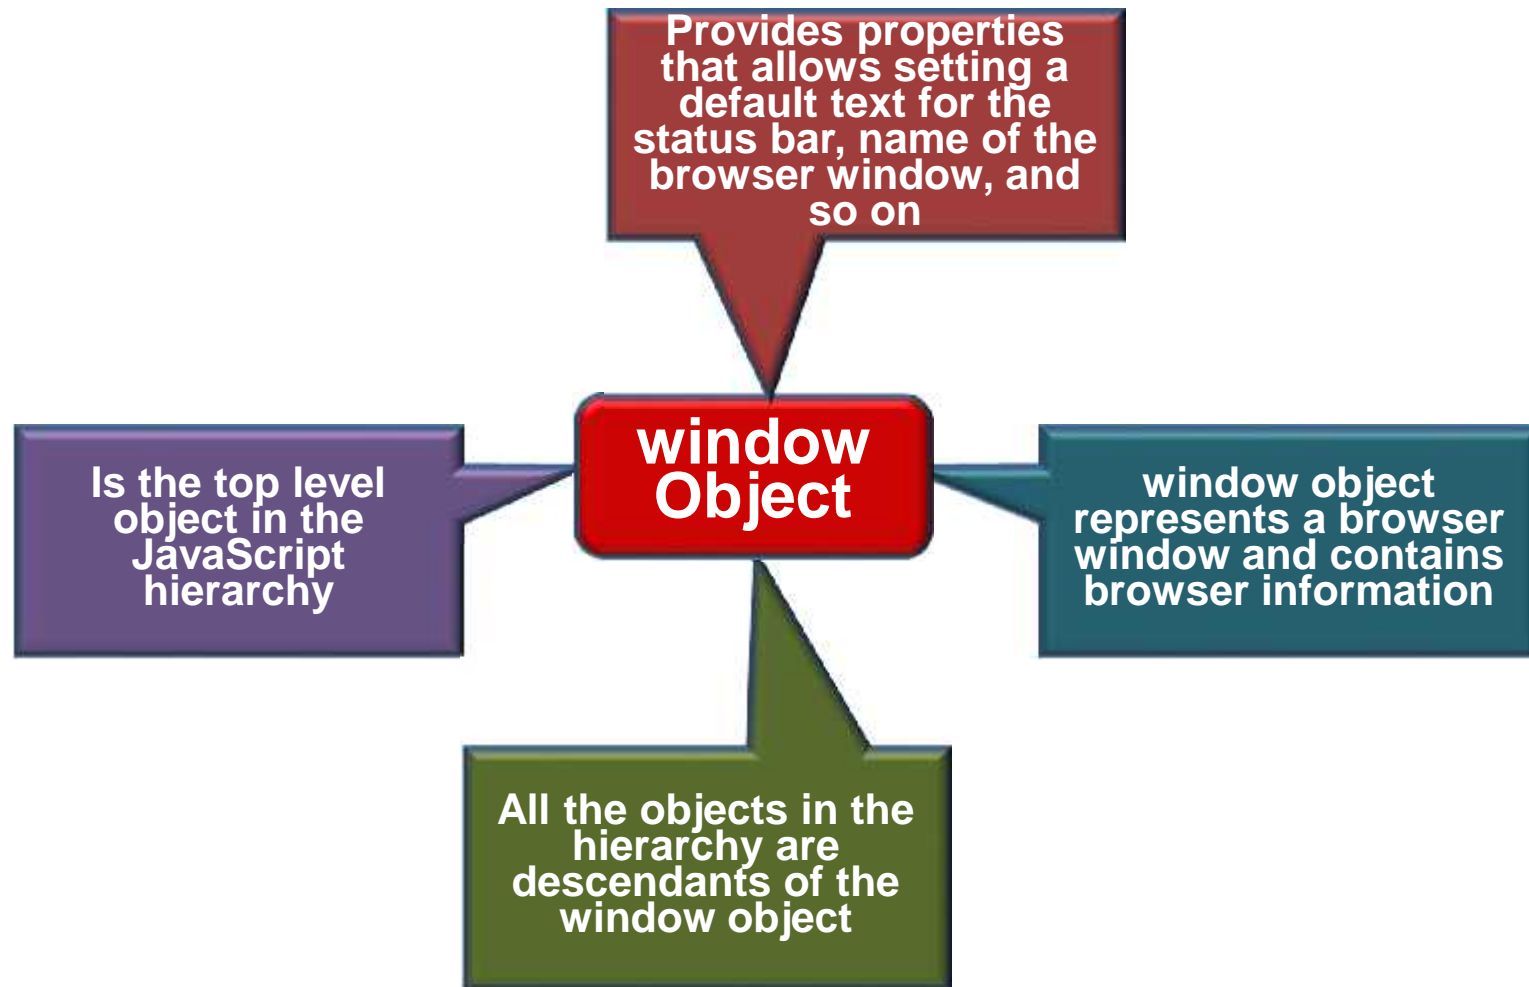 Provides properties
that allows setting a
default text for the
status bar, name of the
browser window, and
so on
window
Object
Is the top level
object in the
JavaScript
hierarchy
window object
represents a browser
window and contains
browser information
All the objects in the
hierarchy are
descendants of the
window object